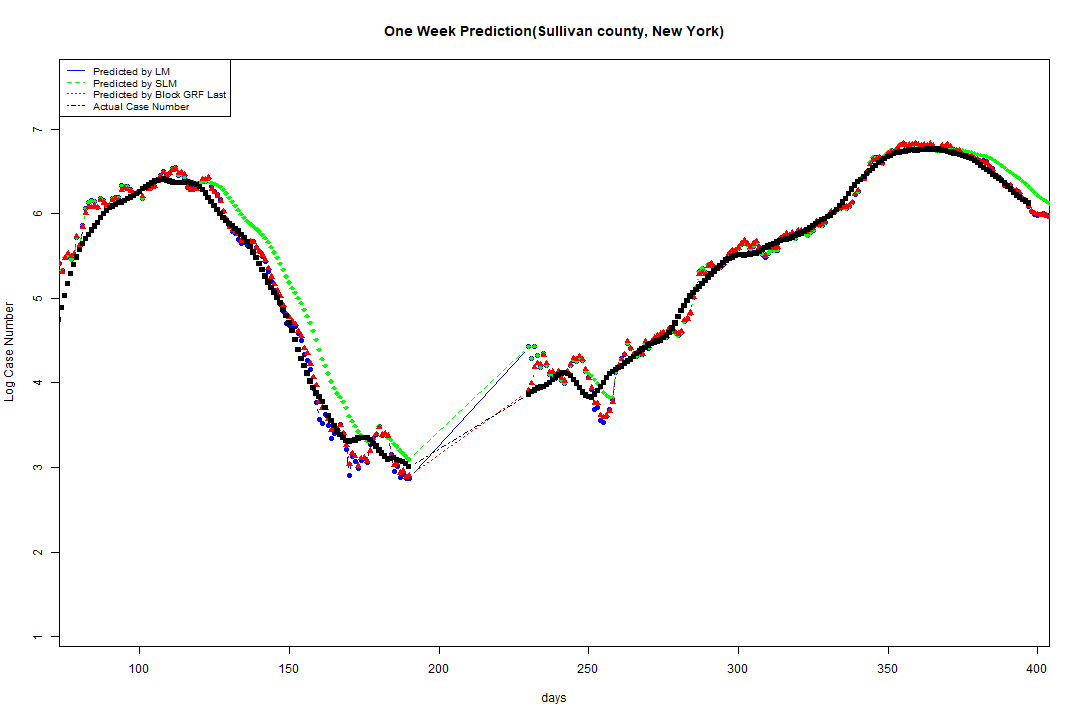 One Week Prediction(Sullivan county, New York)
Predicted by LM
Predicted by SLM
Predicted by Block GRF Last
Actual Case Number
Log Case Number
7
6
5
4
3
2
1
100 150 200 250 300 350 400
days